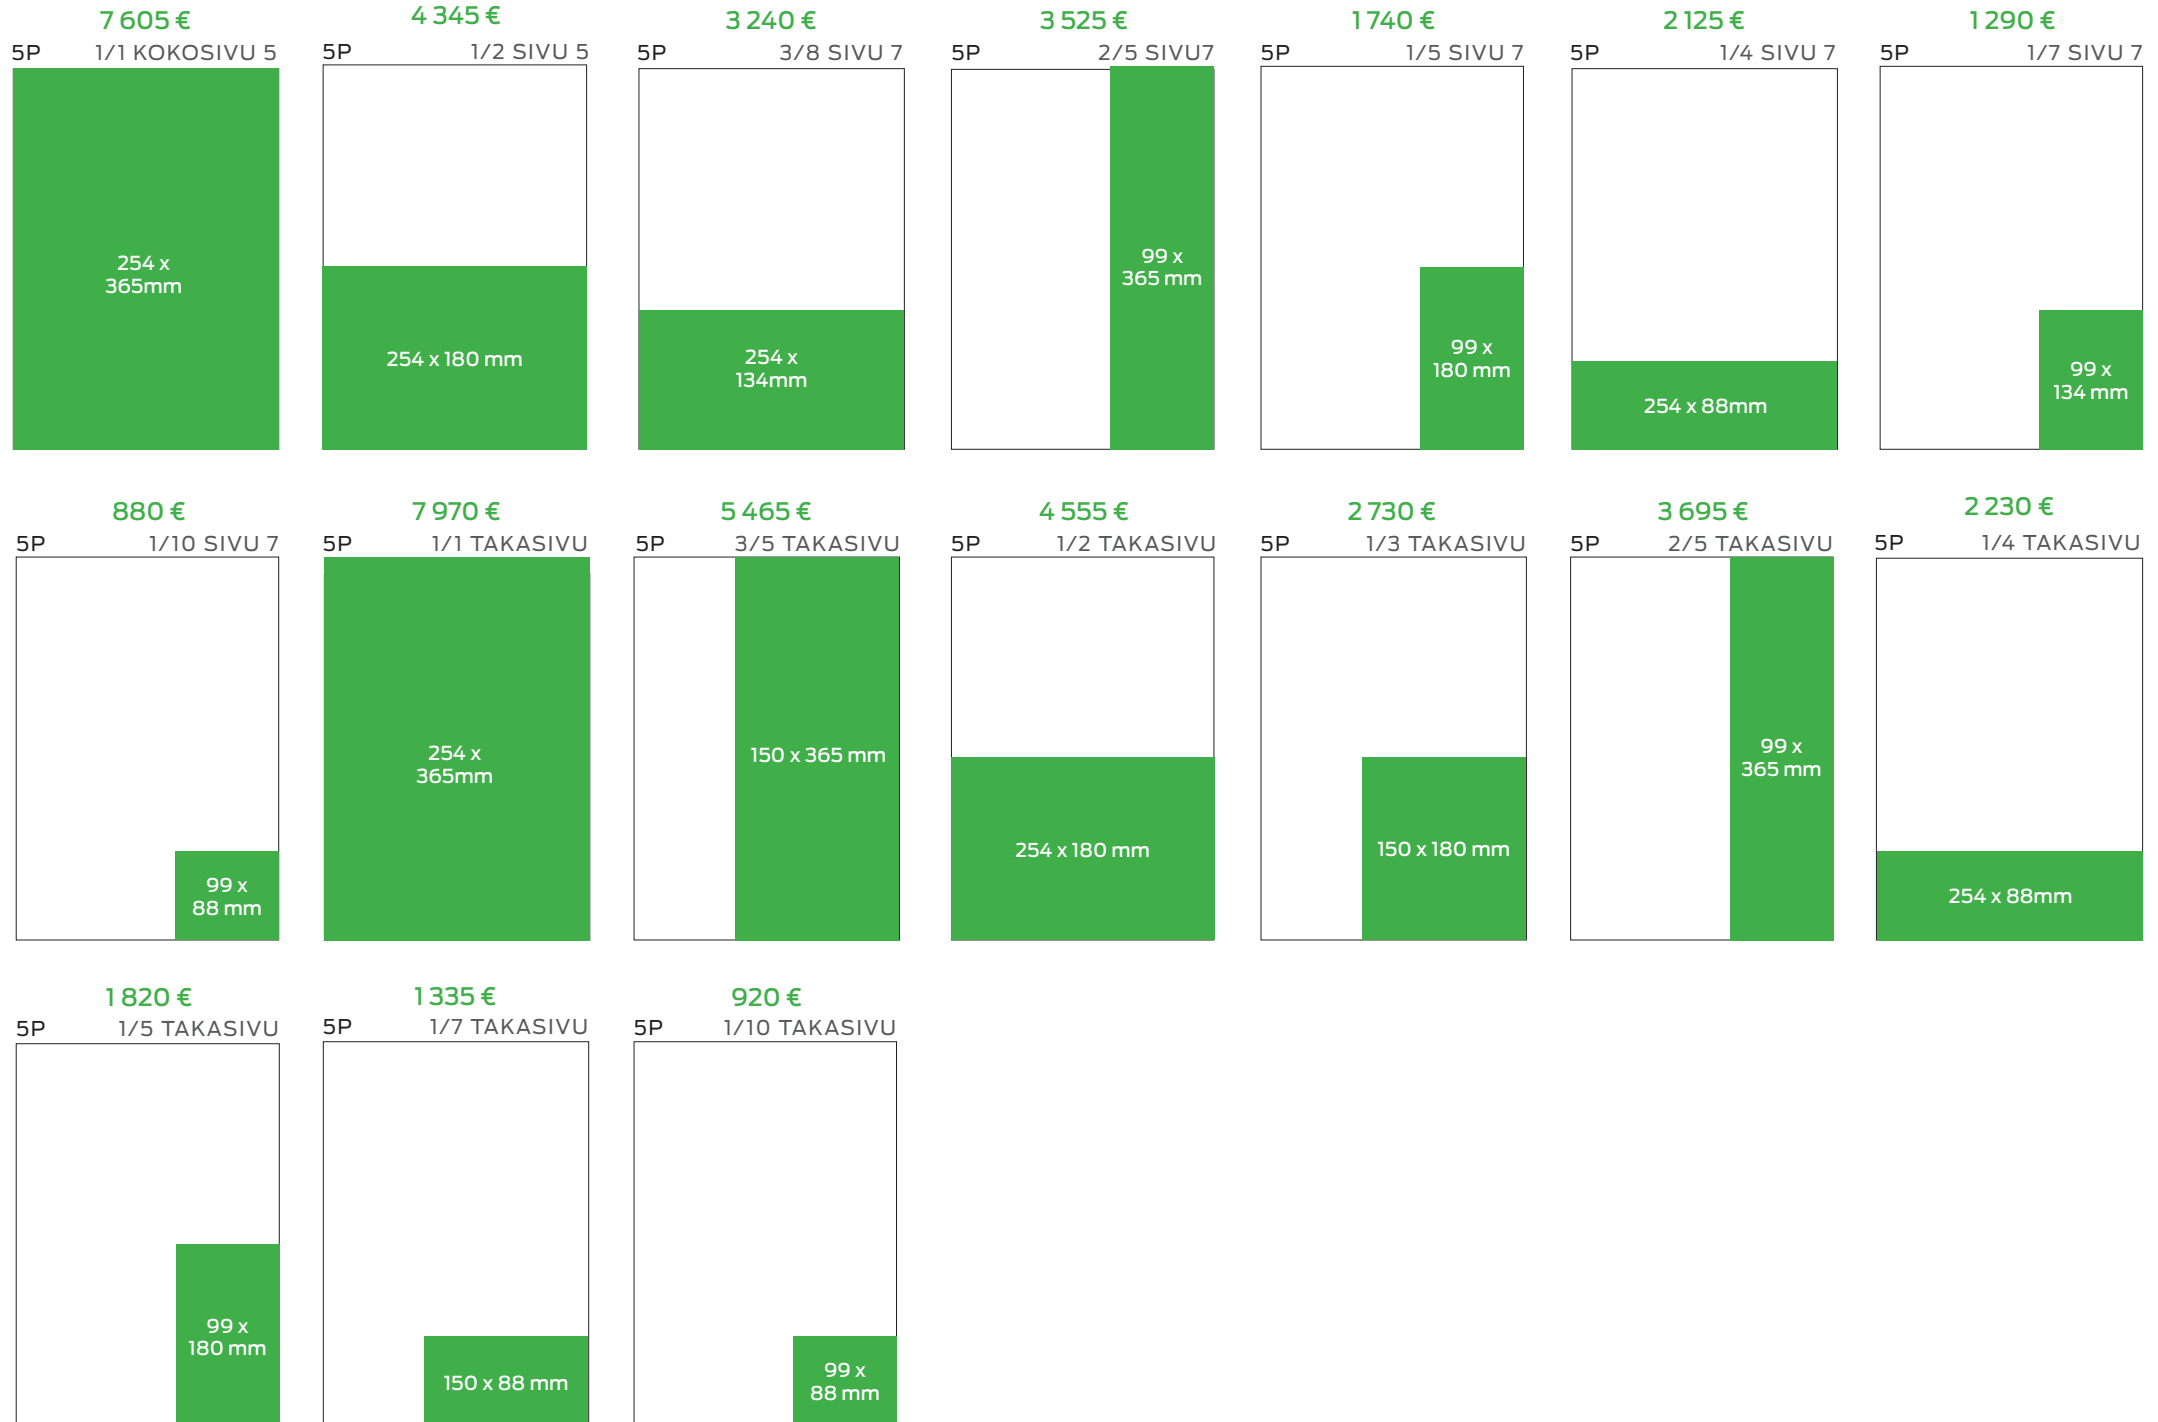 7 605 €
5P 1/1 KOKOSIVU 5
254 x
365mm
4 345 €
5P 1/2 SIVU 5
254 x 180 mm
3 240 €
5P 3/8 SIVU 7
254 x
134mm
3 525 €
5P 2/5 SIVU7
99 x
365 mm
1 740 €
5P 1/5 SIVU 7
99 x
180 mm
2 125 €
5P 1/4 SIVU 7
254 x 88mm
1 290 €
5P 1/7 SIVU 7
99 x
134 mm
880 €
5P 1/10 SIVU 7
99 x
88 mm
7 970 €
5P 1/1 TAKASIVU
254 x
365mm
5 465 €
5P 3/5 TAKASIVU
150 x 365 mm
4 555 €
5P 1/2 TAKASIVU
254 x 180 mm
2 730 €
5P 1/3 TAKASIVU
150 x 180 mm
3 695 €
5P 2/5 TAKASIVU
99 x
365 mm
2 230 €
5P 1/4 TAKASIVU
254 x 88mm
1 820 €
5P 1/5 TAKASIVU
99 x
180 mm
1 335 €
5P 1/7 TAKASIVU
150 x 88 mm
920 €
5P 1/10 TAKASIVU
99 x
88 mm